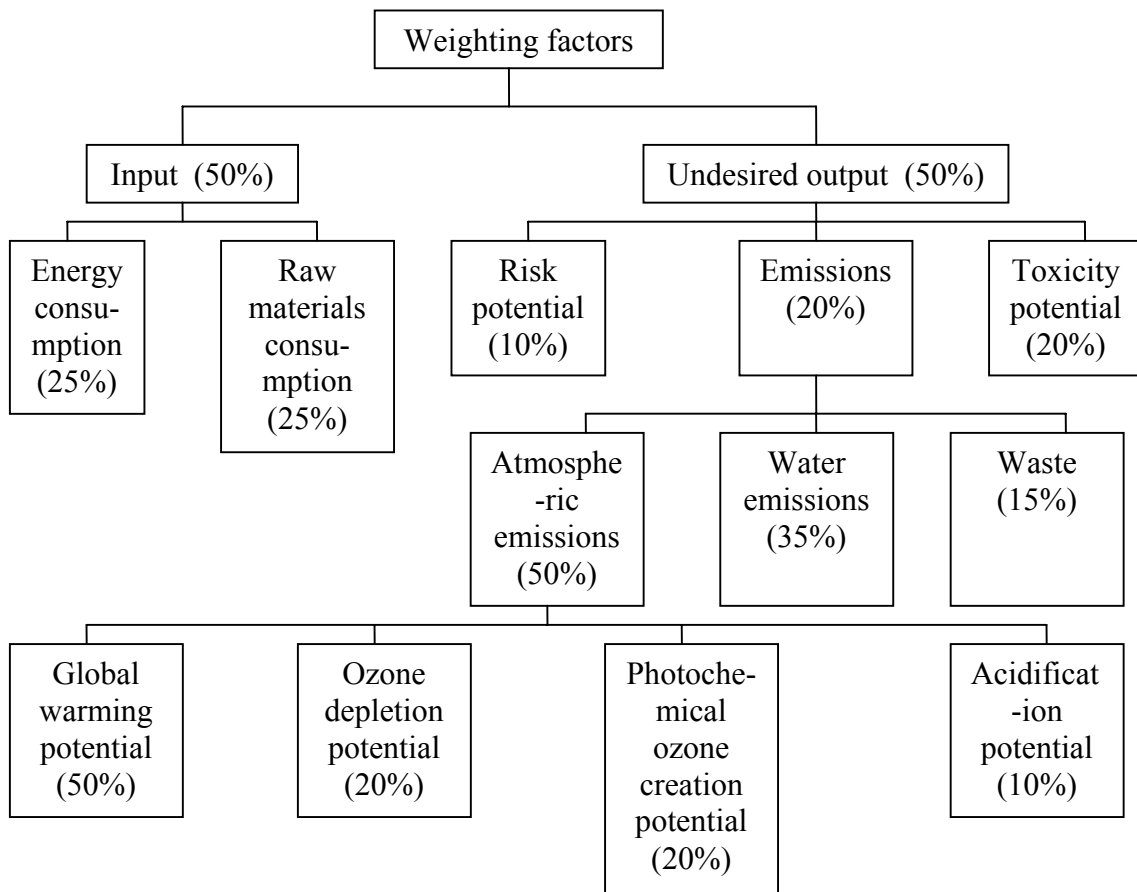 Weighting factors
Input (50%)
Undesired output (50%)
Energy
consu-
mption
(25%)
Raw
materials
consu-
mption
(25%)
Risk
potential
(10%)
Emissions
(20%)
Toxicity
potential
(20%)
Atmosphe
-ric
emissions
(50%)
Water
emissions
(35%)
Waste
(15%)
Global
warming
potential
(50%)
Ozone
depletion
potential
(20%)
Photoche-
mical
ozone
creation
potential
(20%)
Acidificat
-ion
potential
(10%)